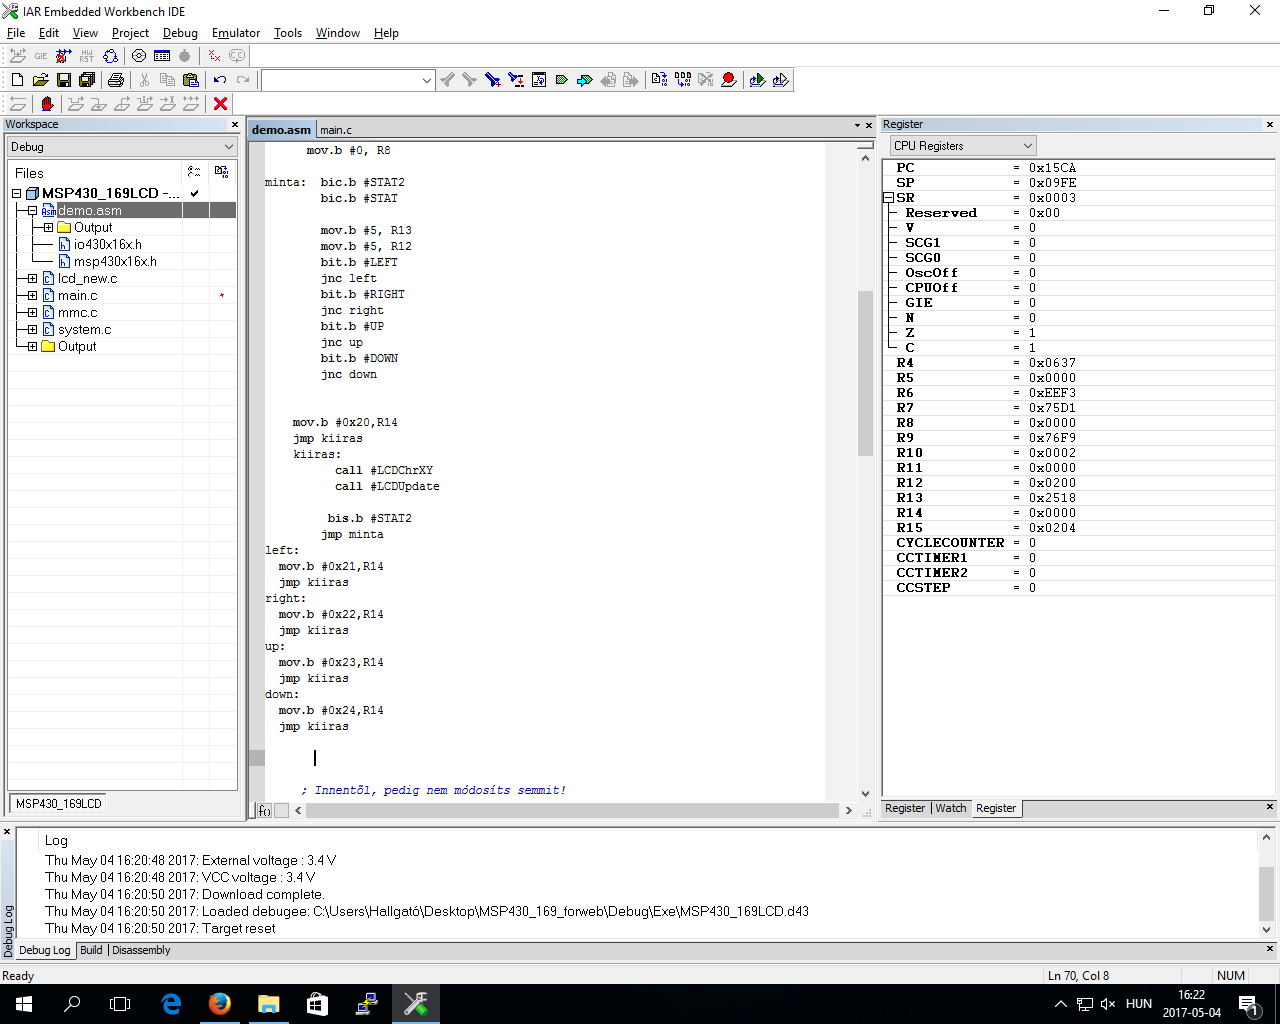 IAR Embedded Workbench IDE
File Edit View Project Debug Emulator Tools Window Help
Workspace
Debug
Files
MSP430_169LCD -...
demo.asm
Output
io430x16x.h
msp430x16x.h
lcd_new.c
main.c
mmc.c
system.c
Output
MSP430_169LCD
demo.asm main.c
mov.b #0, R8
minta: bic.b #STAT2
bic.b #STAT
mov.b #5, R13
mov.b #5, R12
bit.b #LEFT
jnc left
bit.b #RIGHT
jnc right
bit.b #UP
jnc up
bit.b #DOWN
jnc down
mov.b #0x20,R14
jmp kiiras
kiiras:
call #LCDChrXY
call #LCDUpdate
bis.b #STAT2
jmp minta
left:
mov.b #0x21,R14
jmp kiiras
right:
mov.b #0x22,R14
jmp kiiras
up:
mov.b #0x23,R14
jmp kiiras
down:
mov.b #0x24,R14
jmp kiiras
; Innentől, pedig nem módosíts semmit!
Register
CPU Registers
PC = 0x15CA
SP = 0x09FE
SR = 0x0003
Reserved = 0x00
V = 0
SCG1 = 0
SCG0 = 0
OscOff = 0
CPUOff = 0
GIE = 0
N = 0
Z = 1
C = 1
R4 = 0x0637
R5 = 0x0000
R6 = 0xEEF3
R7 = 0x75D1
R8 = 0x0000
R9 = 0x76F9
R10 = 0x0002
R11 = 0x0000
R12 = 0x0200
R13 = 0x2518
R14 = 0x0000
R15 = 0x0204
CYCLECOUNTER = 0
CCTIMER1 = 0
CCTIMER2 = 0
CCSTEP = 0
Register Watch Register
Log
Thu May 04 16:20:48 2017: External voltage : 3.4 V
Thu May 04 16:20:48 2017: VCC voltage : 3.4 V
Thu May 04 16:20:50 2017: Download complete.
Thu May 04 16:20:50 2017: Loaded debugee: C:\Users\Hallgató\Desktop\MSP430_169_forweb\Debug\Exe\MSP430_169LCD.d43
Thu May 04 16:20:50 2017: Target reset
Debug Log
Debug Log Build Disassembly
Ready
Ln 70, Col 8
NUM
HUN
16:22
2017-05-04
1